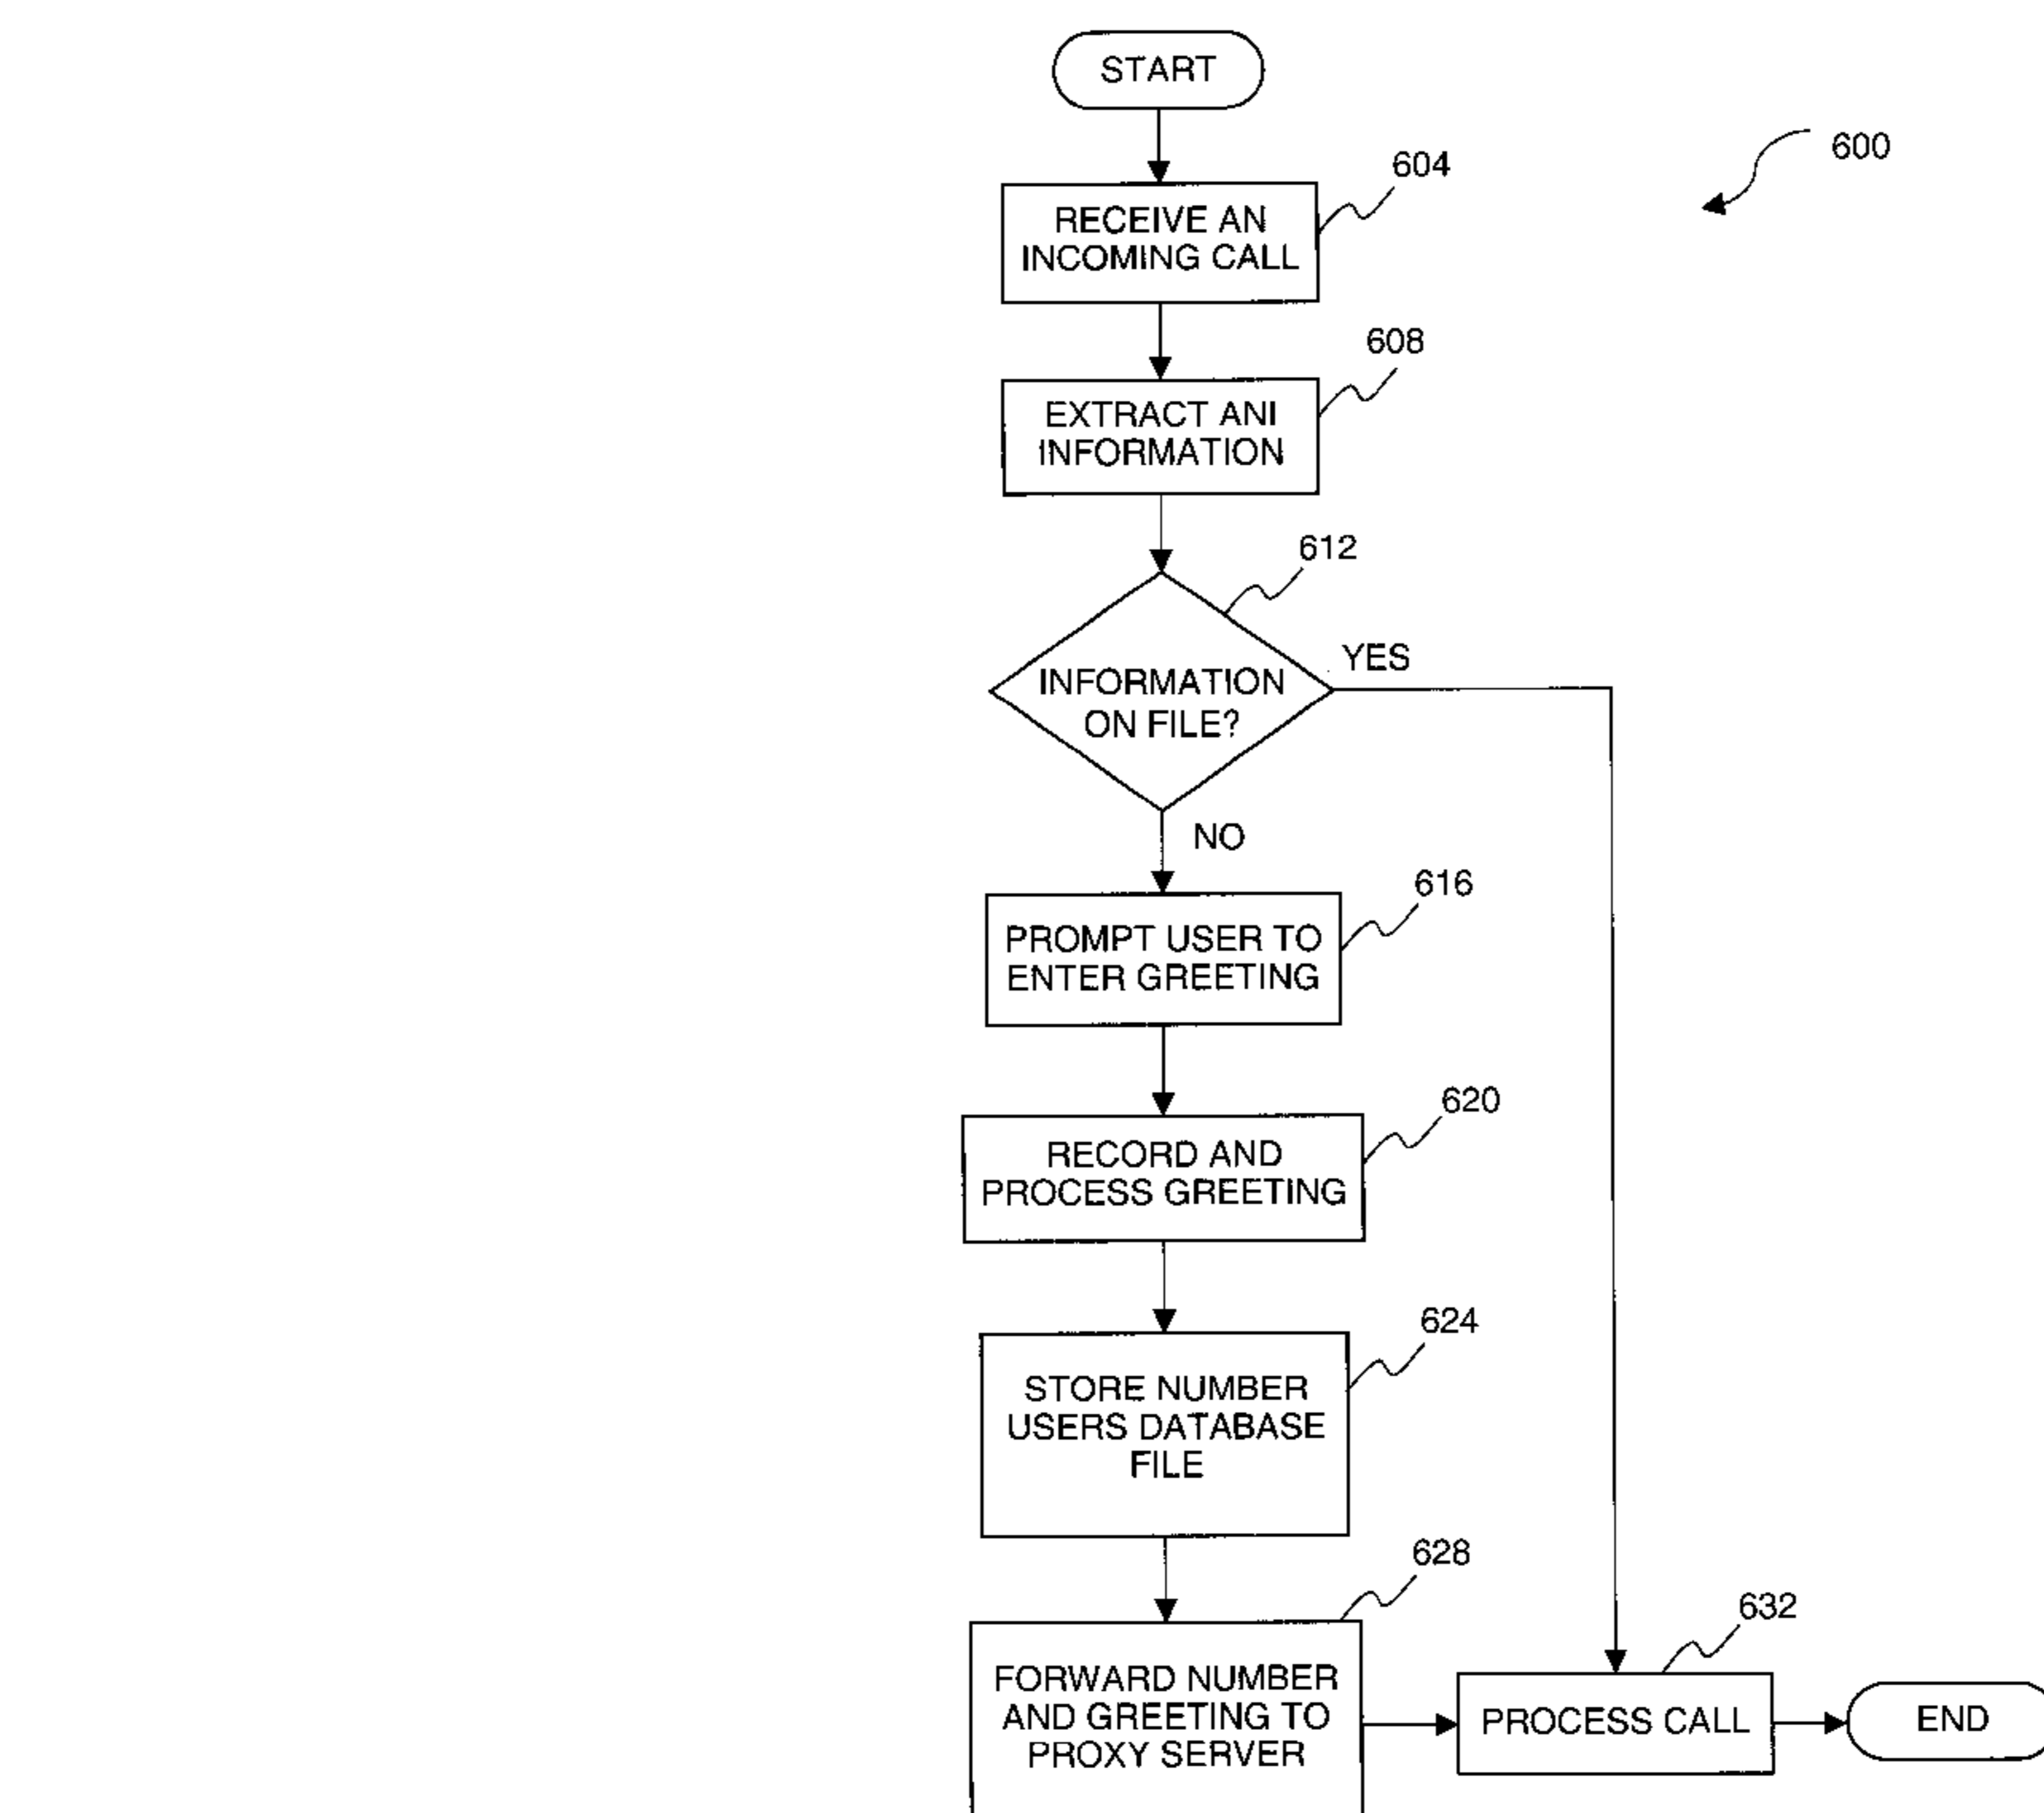 START
600
604
RECEIVE AN
INCOMING CALL
608
EXTRACT ANI
INFORMATION
612
INFORMATION
ON FILE?
YES
NO
616
PROMPT USER TO
ENTER GREETING
620
RECORD AND
PROCESS GREETING
624
STORE NUMBER
USERS DATABASE
FILE
628
FORWARD NUMBER
AND GREETING TO
PROXY SERVER
632
PROCESS CALL
END